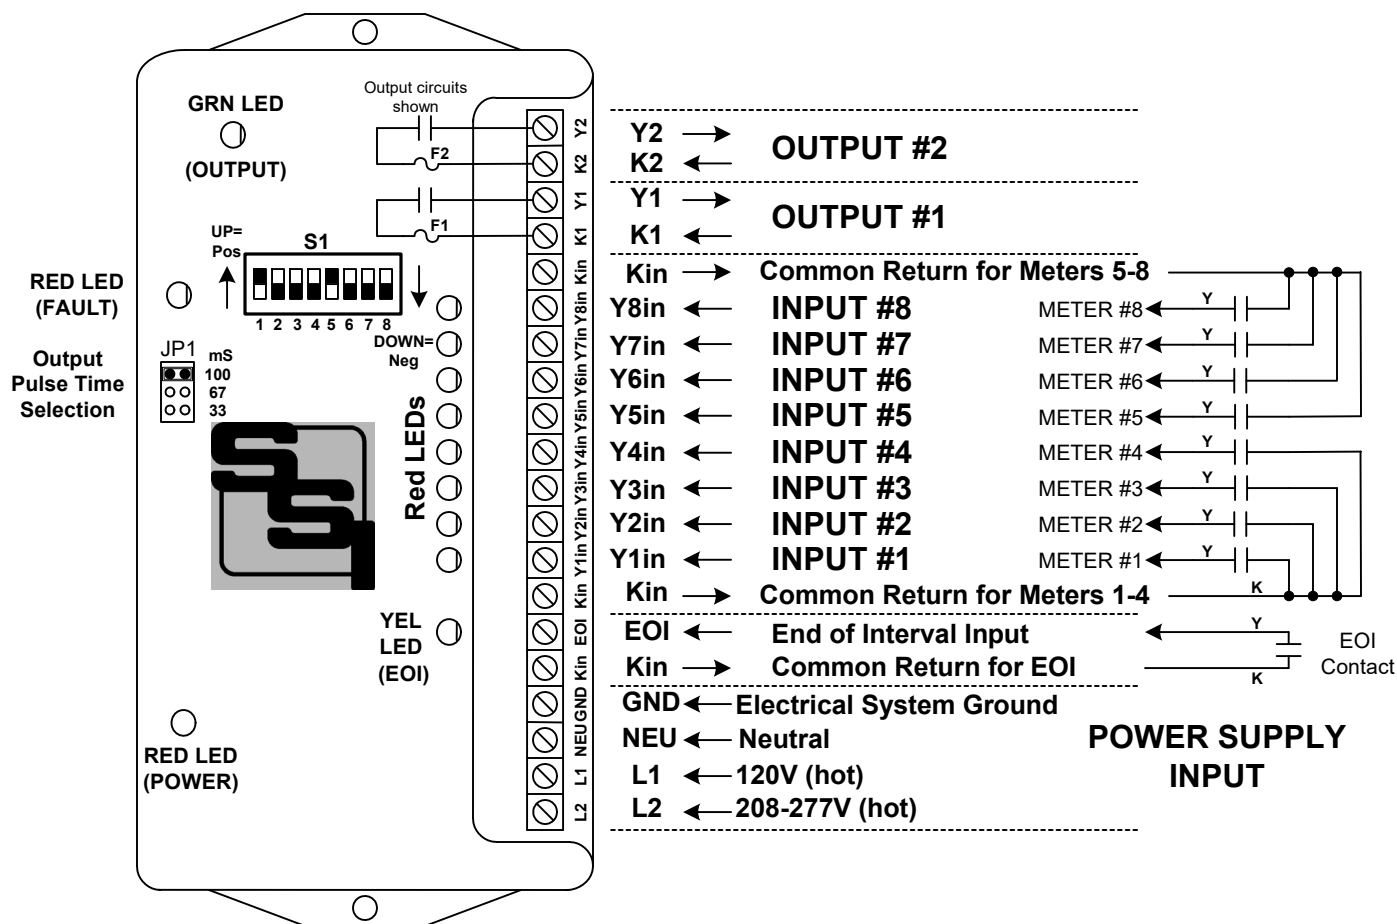 GRN LED
(OUTPUT)
Output circuits
shown
F2
F1
UP=
Pos
S1
1 2 3 4 5 6 7 8
DOWN=
Neg
RED LED
(FAULT)
Output
Pulse Time
Selection
JP1
mS
100
67
33
SSI
Red LEDs
YEL
LED
(EOI)
RED LED
(POWER)
Y2
K2
Y1
K1
Kin
Y8in
Y7in
Y6in
Y5in
Y4in
Y3in
Y2in
Y1in
Kin
EOI
Kin
GND
NEU
L1
L2
Y2
K2
OUTPUT #2
Y1
K1
OUTPUT #1
Kin Common Return for Meters 5-8
Y8in INPUT #8 METER #8 Y
Y7in INPUT #7 METER #7 Y
Y6in INPUT #6 METER #6 Y
Y5in INPUT #5 METER #5 Y
Y4in INPUT #4 METER #4 Y
Y3in INPUT #3 METER #3 Y
Y2in INPUT #2 METER #2 Y
Y1in INPUT #1 METER #1 Y
Kin Common Return for Meters 1-4 K
EOI End of Interval Input Y
Kin Common Return for EOI K
EOI
Contact
GND Electrical System Ground
NEU Neutral
L1 120V (hot)
L2 208-277V (hot)
POWER SUPPLY
INPUT